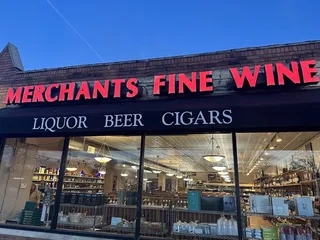 MERCHANTS FINE WINE
LIQUOR BEER CIGARS